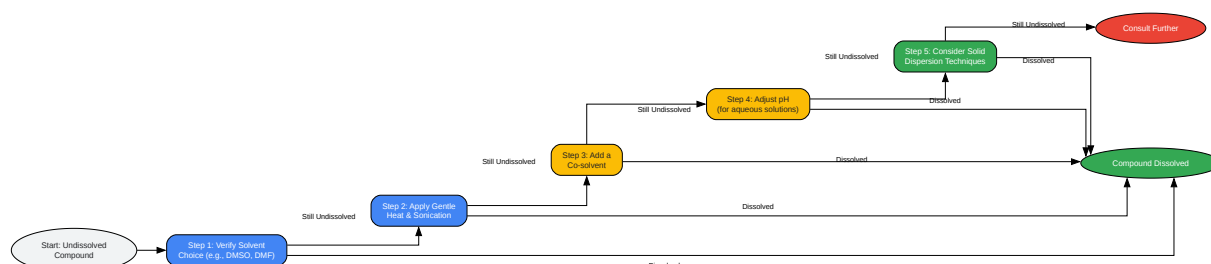 Still Undissolved
Consult Further
Step 5: Consider Solid
Dispersion Techniques
Still Undissolved
Dissolved
Step 4: Adjust pH
(for aqueous solutions)
Still Undissolved
Dissolved
Step 3: Add a
Co-solvent
Still Undissolved
Dissolved
Compound Dissolved
Step 2: Apply Gentle
Heat & Sonication
Still Undissolved
Dissolved
Start: Undissolved
Compound
Step 1: Verify Solvent
Choice (e.g., DMSO, DMF)